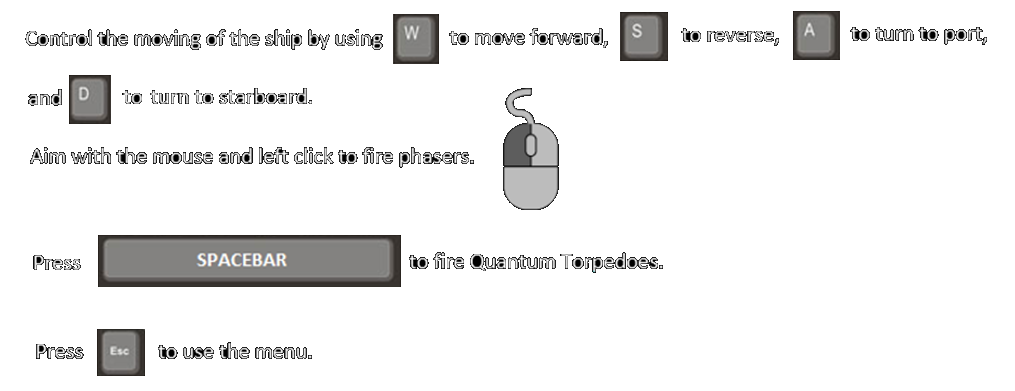 Control the moving of the ship by using W to move forward, S to reverse, A to turn to port,
and D to turn to starboard.
Aim with the mouse and left click to fire phasers.
Press SPACEBAR to fire Quantum Torpedoes.
Press Esc to use the menu.